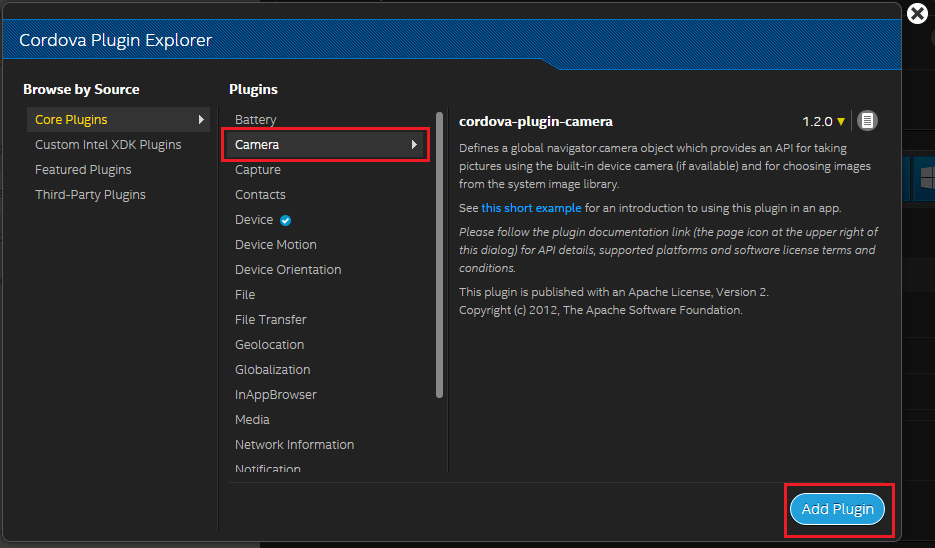 Cordova Plugin Explorer
Browse by Source
Core Plugins
Custom Intel XDK Plugins
Featured Plugins
Third-Party Plugins
Plugins
Battery
Camera
Capture
Contacts
Device
Device Motion
Device Orientation
File
File Transfer
Geolocation
Globalization
InAppBrowser
Media
Network Information
Notification
cordova-plugin-camera
1.2.0
Defines a global navigator.camera object which provides an API for taking
pictures using the built-in device camera (if available) and for choosing images
from the system image library.
See this short example for an introduction to using this plugin in an app.
Please follow the plugin documentation link (the page icon at the upper right of
this dialog) for API details, supported platforms and software license terms and
conditions.
This plugin is published with an Apache License, Version 2.
Copyright (c) 2012, The Apache Software Foundation.
Add Plugin